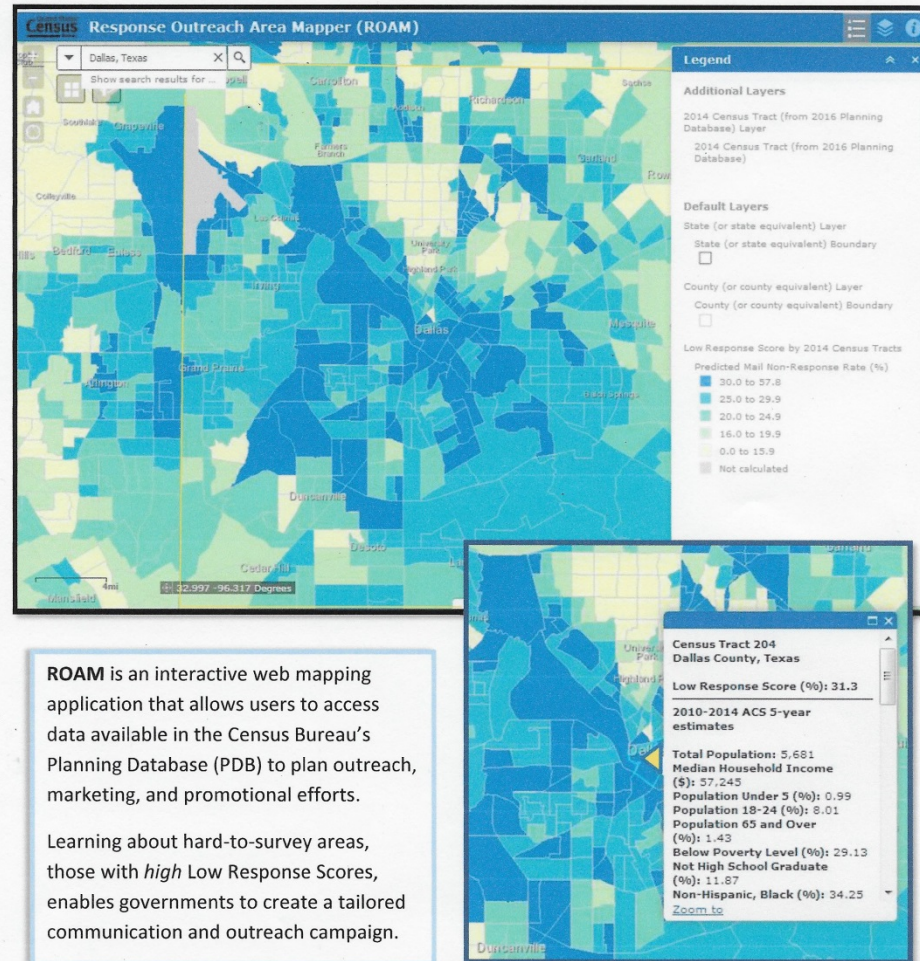 United States
Census
Response Outreach Area Mapper (ROAM)
Dallas, Texas
Show search results for ...
Carrollton
Sachse
Addison
Richardson
Southlake
Grapevine
Farmers
Branch
Garland
Colleyville
Las Colinas
University
Park
Highland Park
Bedford
Euless
Irving
Dallas
Mesquite
Arlington
Grand Prairie
Balch Springs
Duncanville
Desoto
Cedar Hill
Mansfield
4mi
32.997 -96.317 Degrees
Legend
Additional Layers
2014 Census Tract (from 2016 Planning
Database) Layer
2014 Census Tract (from 2016 Planning
Database)
Default Layers
State (or state equivalent) Layer
State (or state equivalent) Boundary
County (or county equivalent) Layer
County (or county equivalent) Boundary
Low Response Score by 2014 Census Tracts
Predicted Mail Non-Response Rate (%)
30.0 to 57.8
25.0 to 29.9
20.0 to 24.9
16.0 to 19.9
0.0 to 15.9
Not calculated
ROAM is an interactive web mapping
application that allows users to access
data available in the Census Bureau's
Planning Database (PDB) to plan outreach,
marketing, and promotional efforts.
Learning about hard-to-survey areas,
those with high Low Response Scores,
enables governments to create a tailored
communication and outreach campaign.
Garland
Park
Duncanville
Census Tract 204
Dallas County, Texas
Low Response Score (%): 31.3
2010-2014 ACS 5-year
estimates
Total Population: 5,681
Median Household Income
($): 57,245
Population Under 5 (%): 0.99
Population 18-24 (%): 8.01
Population 65 and Over
(%): 1.43
Below Poverty Level (%): 29.13
Not High School Graduate
(%): 11.87
Non-Hispanic, Black (%): 34.25
Zoom to